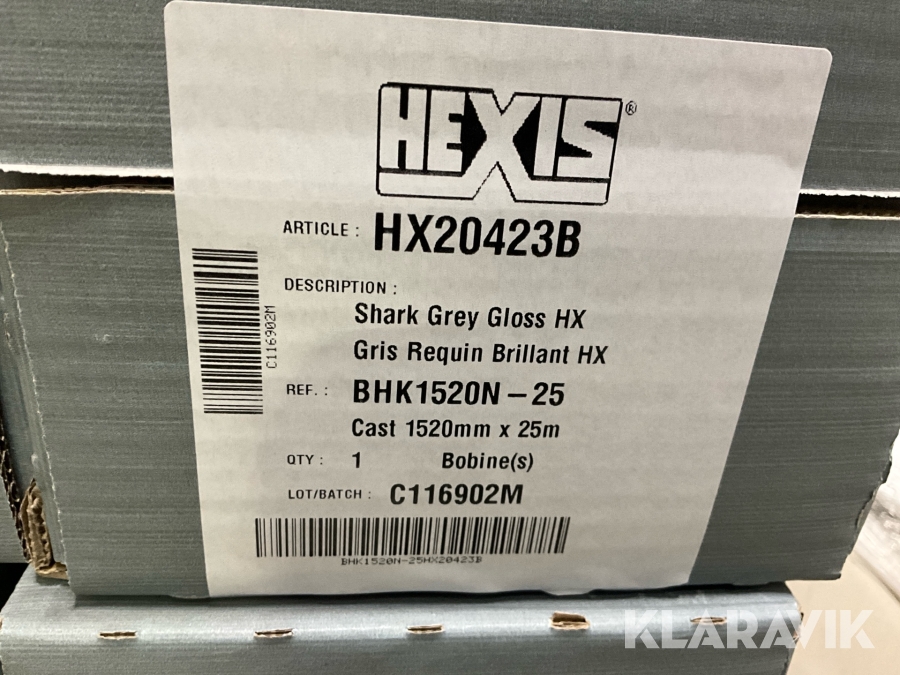 HEXIS®
ARTICLE : HX20423B
DESCRIPTION :
Shark Grey Gloss HX
Gris Requin Brillant HX
REF. : BHK1520N-25
Cast 1520mm x 25m
QTY : 1 Bobine(s)
LOT/BATCH : C116902M
C116902M
BHK1520N-25HX20423B
KLARAVIK